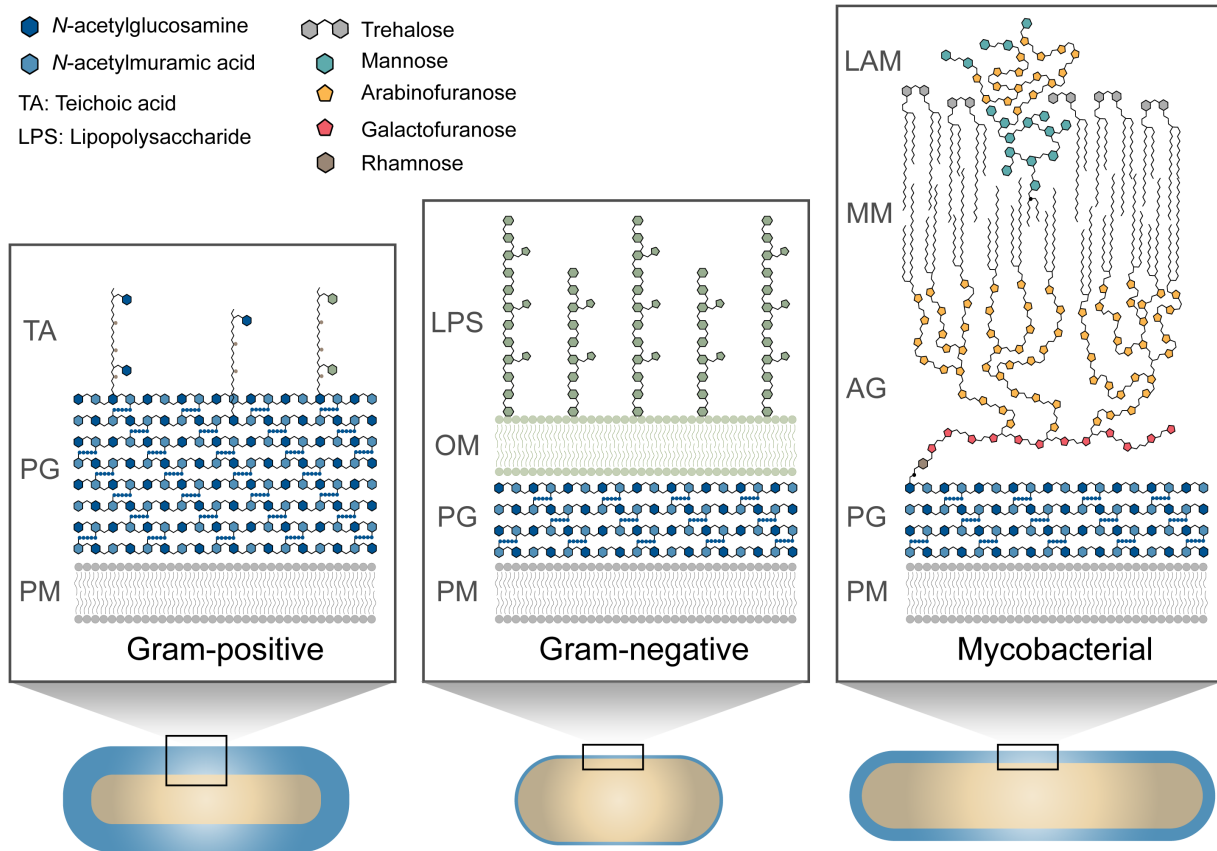 N-acetylglucosamine
N-acetylmuramic acid
TA: Teichoic acid
LPS: Lipopolysaccharide
Trehalose
Mannose
Arabinofuranose
Galactofuranose
Rhamnose
TA
PG
PM
Gram-positive
LPS
OM
PG
PM
Gram-negative
LAM
MM
AG
PG
PM
Mycobacterial